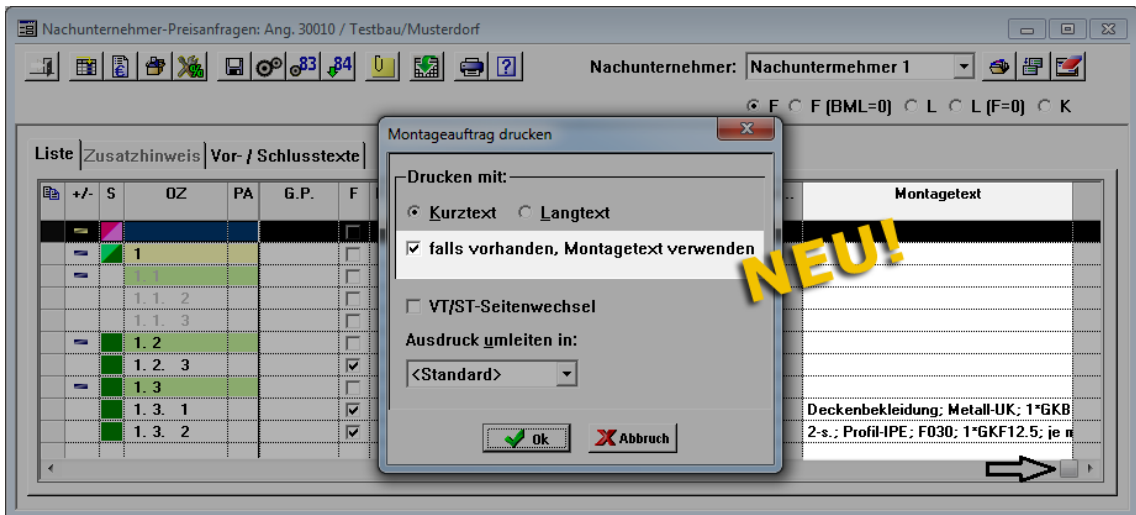 Nachunternehmer-Preisanfragen: Ang. 30010 / Testbau/Musterdorf
83 84 Nachunternehmer: Nachuntermehmer 1
F F (BML=0) L L (F=0) K
Liste Zusatzhinweis Vor- / Schlusstexte
+/- S OZ PA G.P. F .. Montagetext
1
1. 1
1. 1. 2
1. 1. 3
1. 2
1. 2. 3
1. 3
1. 3. 1 Deckenbekleidung; Metall-UK; 1*GKB
1. 3. 2 2-s.; Profil-IPE; F030; 1*GKF12.5; je
Montageauftrag drucken
Drucken mit:
Kurztext Langtext
falls vorhanden, Montagetext verwenden
NEU!
VT/ST-Seitenwechsel
Ausdruck umleiten in:
<Standard>
Ok Abbruch